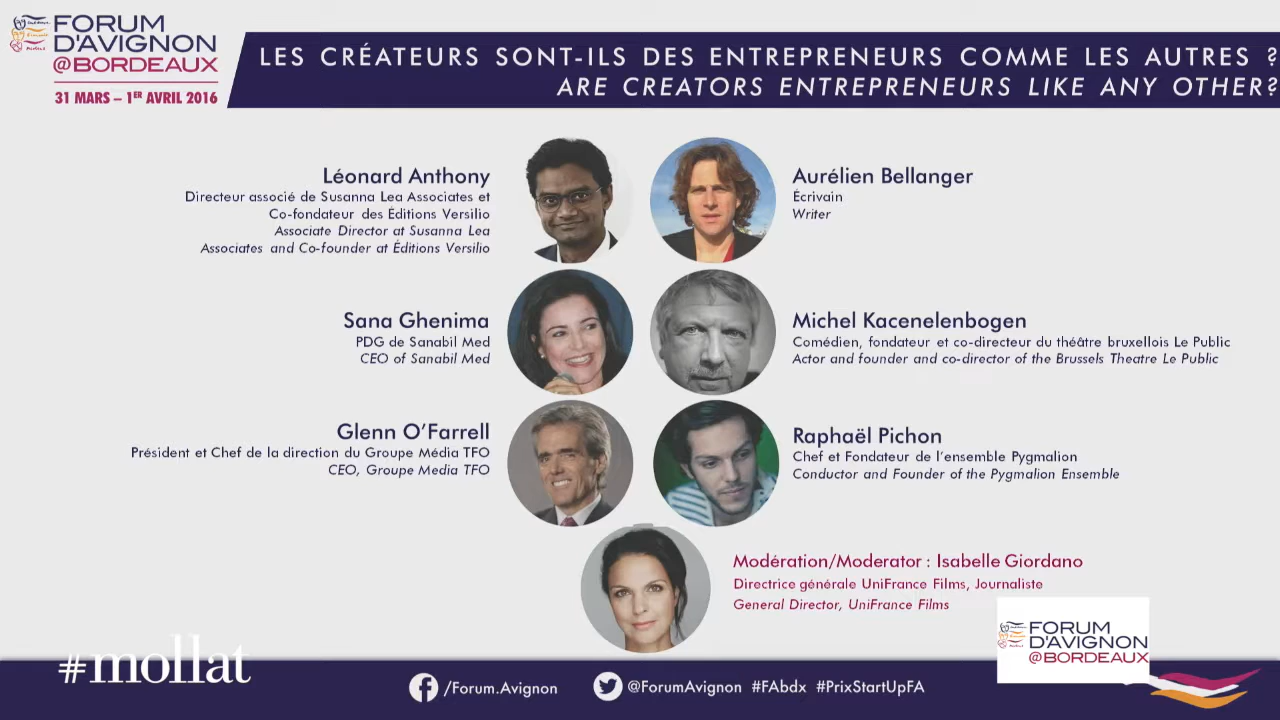 FORUM
D'AVIGNON
@BORDEAUX
31 MARS – 1ER AVRIL 2016
LES CRÉATEURS SONT-ILS DES ENTREPRENEURS COMME LES AUTRES ?
ARE CREATORS ENTREPRENEURS LIKE ANY OTHER?
Léonard Anthony
Directeur associé de Susanna Lea Associates et
Co-fondateur des Éditions Versilio
Associate Director at Susanna Lea
Associates and Co-founder at Éditions Versilio
Aurélien Bellanger
Écrivain
Writer
Sana Ghenima
PDG de Sanabil Med
CEO of Sanabil Med
Michel Kacenelenbogen
Comédien, fondateur et co-directeur du théâtre bruxellois Le Public
Actor and founder and co-director of the Brussels Theatre Le Public
Glenn O'Farrell
Président et Chef de la direction du Groupe Média TFO
CEO, Groupe Media TFO
Raphaël Pichon
Chef et Fondateur de l'ensemble Pygmalion
Conductor and Founder of the Pygmalion Ensemble
Modération/Moderator : Isabelle Giordano
Directrice générale UniFrance Films, Journaliste
General Director, UniFrance Films
FORUM
D'AVIGNON
@BORDEAUX
#mollat
/Forum.Avignon
@ForumAvignon #FAbdx #PrixStartUpFA